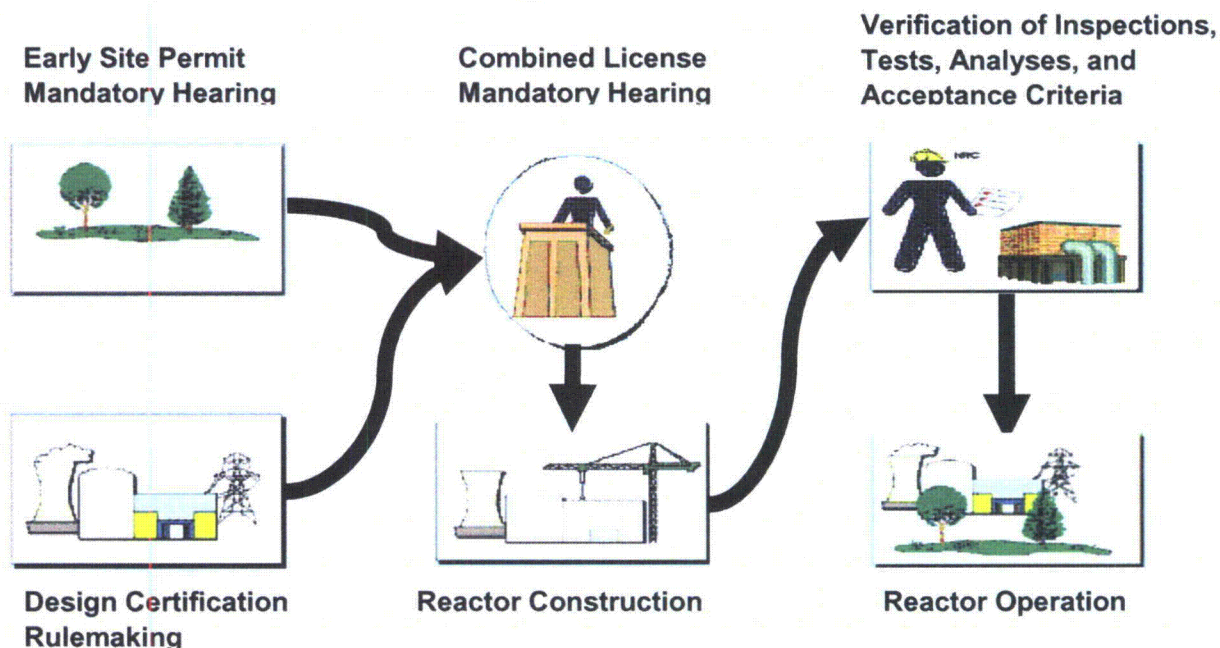 Early Site Permit
Mandatory Hearing
Combined License
Mandatory Hearing
Verification of Inspections,
Tests, Analyses, and
Acceptance Criteria
NRC
Design Certification
Rulemaking
Reactor Construction
Reactor Operation